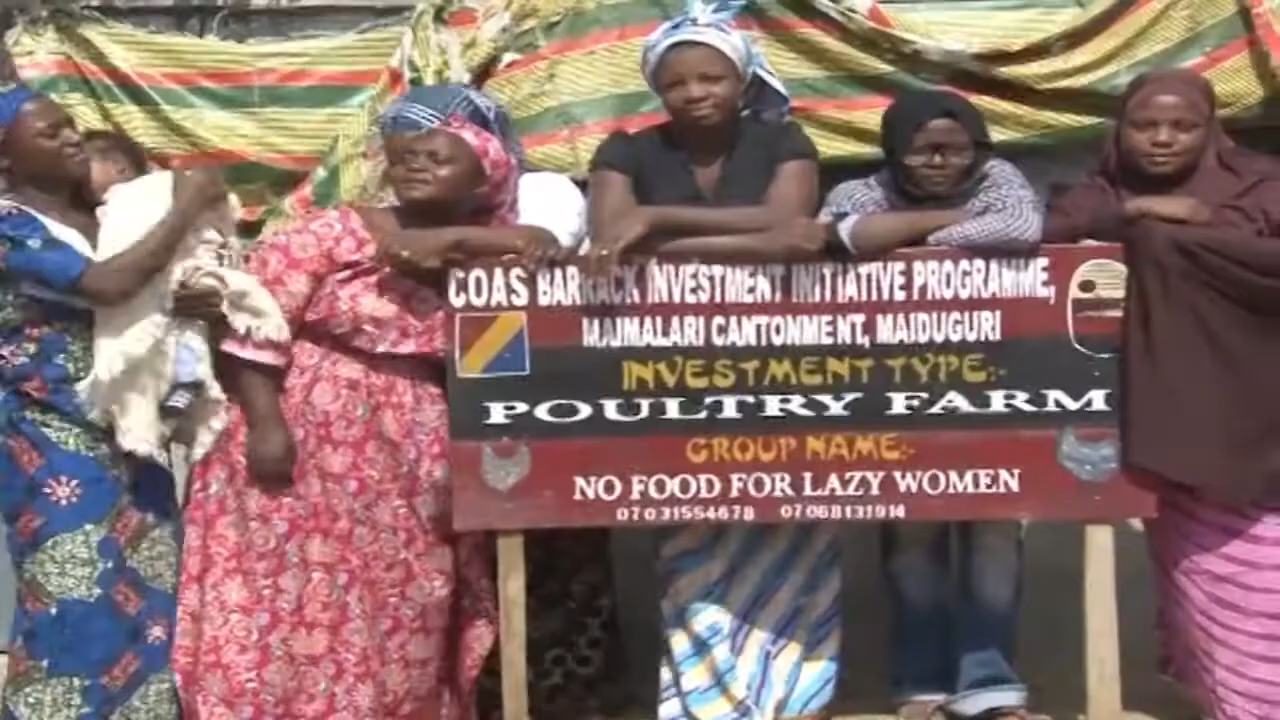 COAS BARRACK INVESTMENT INITIATIVE PROGRAMME,
MAIMALARI CANTONMENT, MAIDUGURI
INVESTMENT TYPE:-
POULTRY FARM
GROUP NAME:-
NO FOOD FOR LAZY WOMEN
07031554678 07068131914